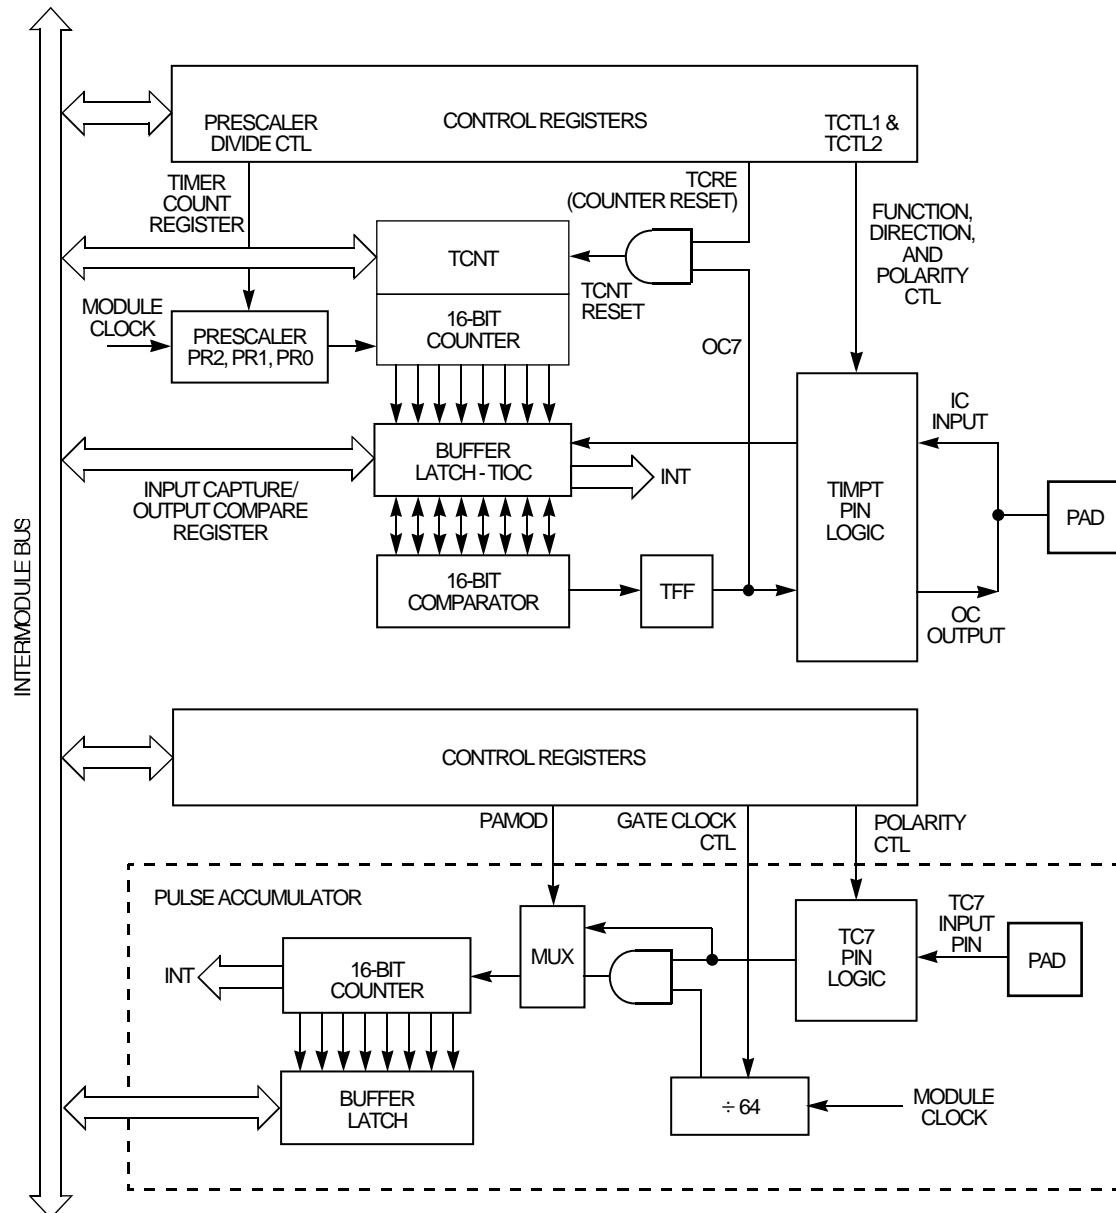 INTERMODULE BUS
PRESCALER
DIVIDE CTL
CONTROL REGISTERS
TCTL1 &
TCTL2
TIMER
COUNT
REGISTER
TCRE
(COUNTER RESET)
FUNCTION,
DIRECTION,
AND
POLARITY
CTL
TCNT
TCNT
RESET
MODULE
CLOCK
PRESCALER
PR2, PR1, PR0
16-BIT
COUNTER
OC7
IC
INPUT
BUFFER
LATCH - TIOC
INT
INPUT CAPTURE/
OUTPUT COMPARE
REGISTER
TIMPT
PIN
LOGIC
PAD
16-BIT
COMPARATOR
TFF
OC
OUTPUT
CONTROL REGISTERS
PAMOD
GATE CLOCK
CTL
POLARITY
CTL
PULSE ACCUMULATOR
TC7
INPUT
PIN
MUX
TC7
PIN
LOGIC
PAD
INT
16-BIT
COUNTER
BUFFER
LATCH
÷ 64
MODULE
CLOCK